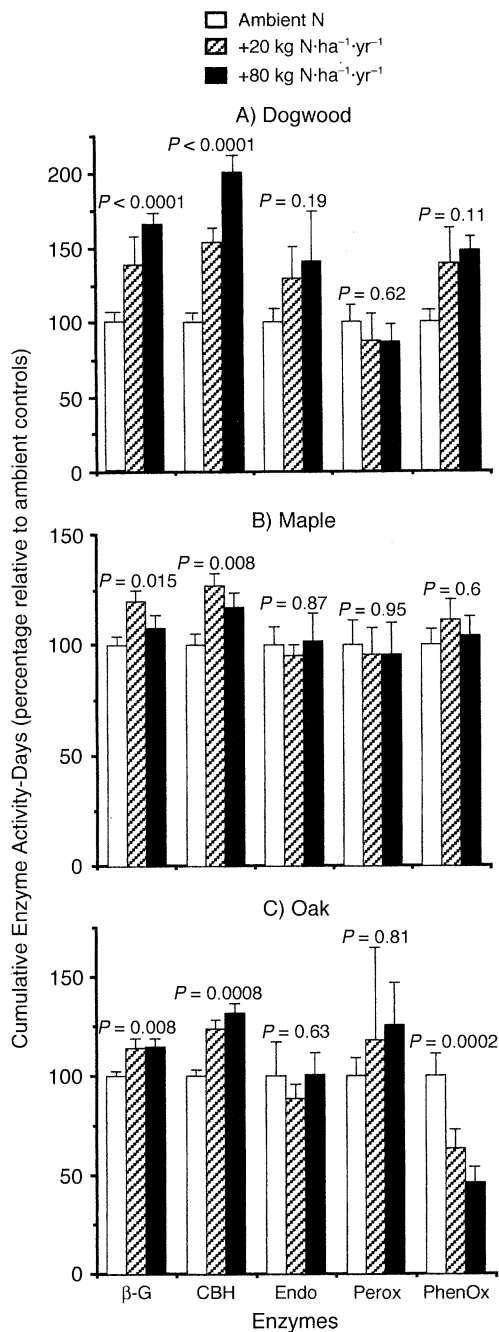 Ambient N
+20 kg N·ha⁻¹·yr⁻¹
+80 kg N·ha⁻¹·yr⁻¹
Cumulative Enzyme Activity-Days (percentage relative to ambient controls)
A) Dogwood
200
150
100
50
0
P < 0.0001
P < 0.0001
P = 0.19
P = 0.62
P = 0.11
B) Maple
150
100
50
0
P = 0.015
P = 0.008
P = 0.87
P = 0.95
P = 0.6
C) Oak
150
100
50
0
P = 0.008
P = 0.0008
P = 0.63
P = 0.81
P = 0.0002
β-G
CBH
Endo
Perox
PhenOx
Enzymes